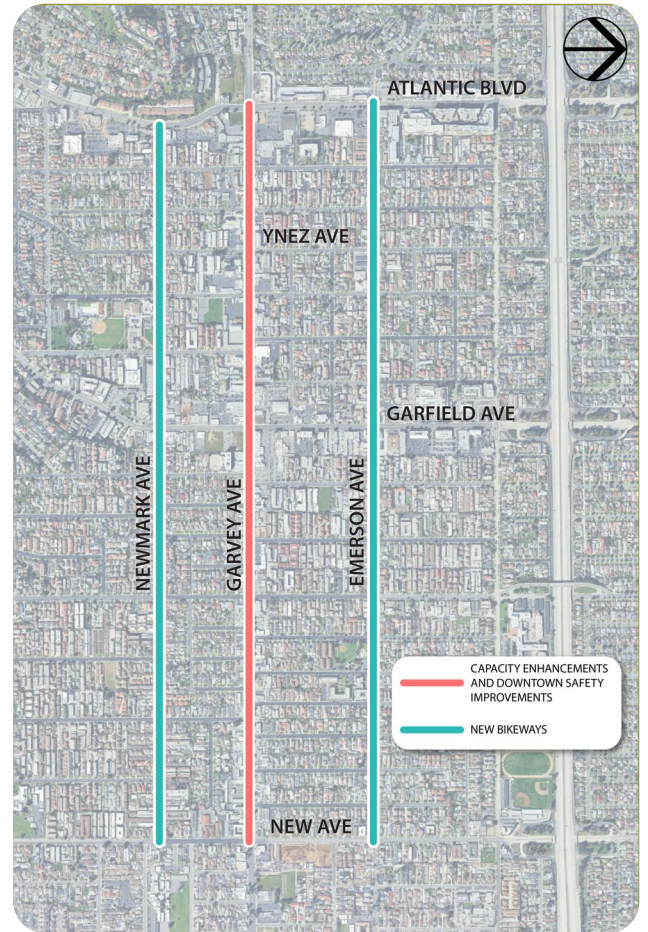 ATLANTIC BLVD
YNEZ AVE
GARFIELD AVE
NEWMARK AVE
GARVEY AVE
EMERSON AVE
CAPACITY ENHANCEMENTS
AND DOWNTOWN SAFETY
IMPROVEMENTS
NEW BIKEWAYS
NEW AVE